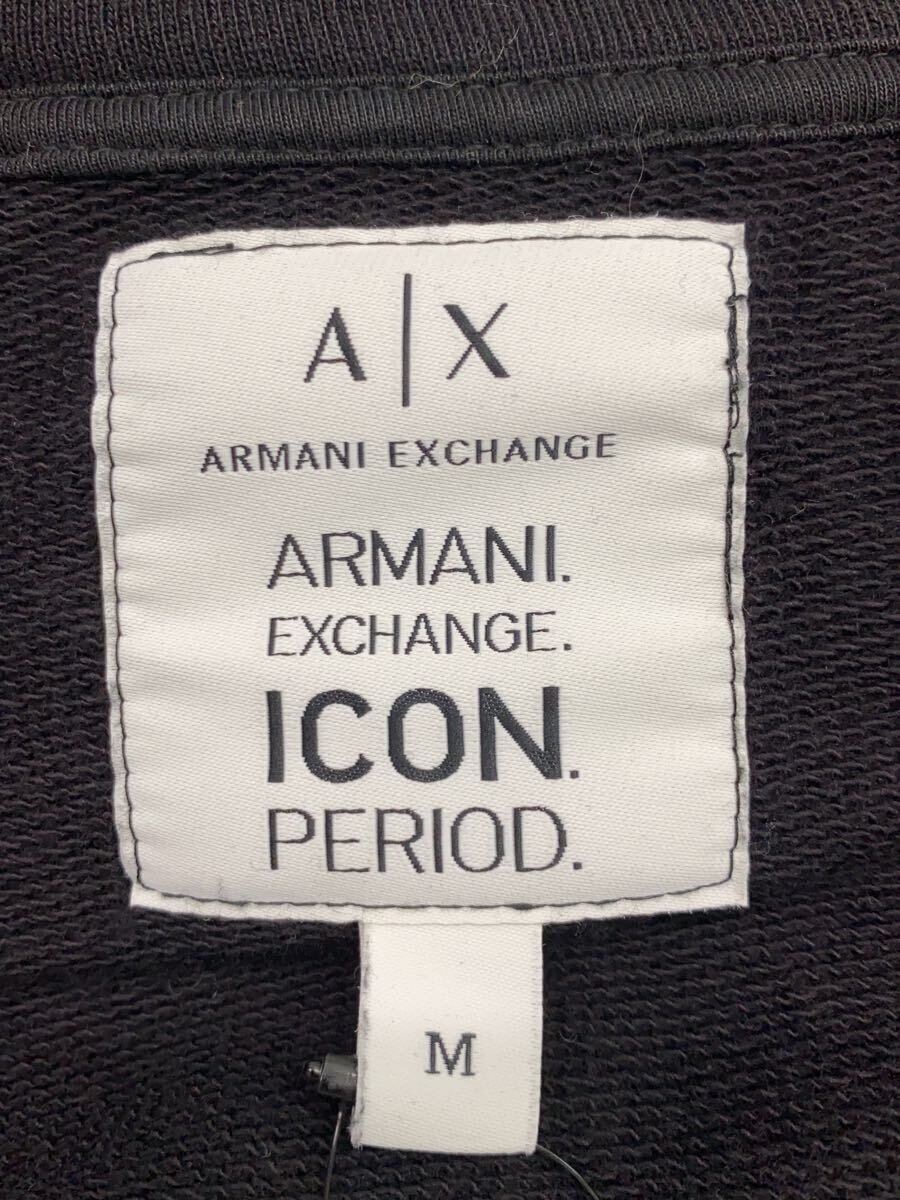 A|X
ARMANI EXCHANGE
ARMANI.
EXCHANGE.
ICON.
PERIOD.
M